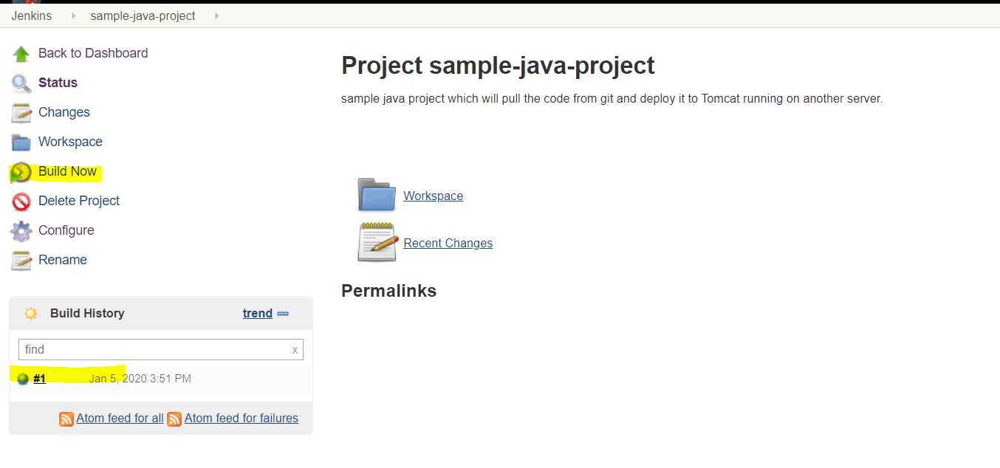 Jenkins sample-java-project
Back to Dashboard
Status
Changes
Workspace
Build Now
Delete Project
Configure
Rename
Build History trend
find x
#1 Jan 5, 2020 3:51 PM
Atom feed for all Atom feed for failures
Project sample-java-project
sample java project which will pull the code from git and deploy it to Tomcat running on another server.
Workspace
Recent Changes
Permalinks